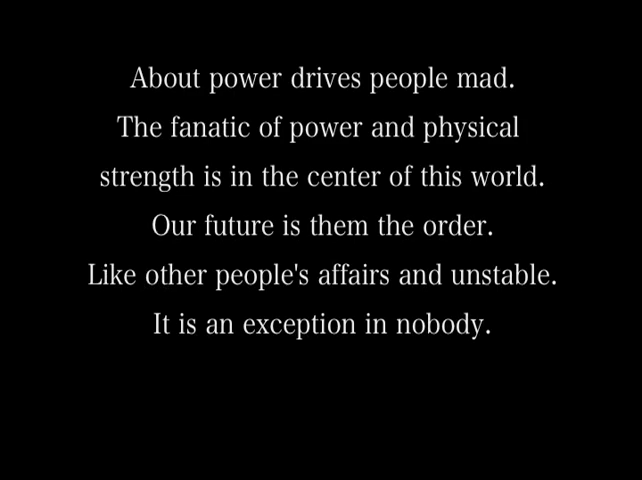 About power drives people mad.
The fanatic of power and physical
strength is in the center of this world.
Our future is them the order.
Like other people's affairs and unstable.
It is an exception in nobody.